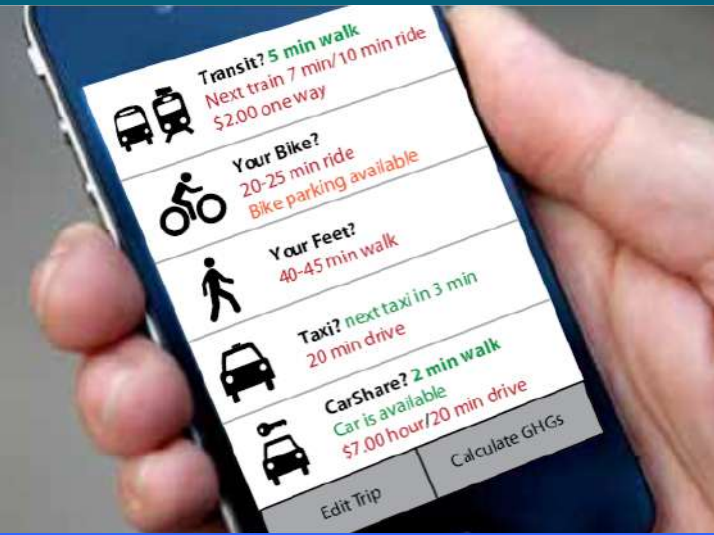 Transit? 5 min walk
Next train 7 min/10 min ride
$2.00 one way
Your Bike?
20-25 min ride
Bike parking available
Your Feet?
40-45 min walk
Taxi? next taxi in 3 min
20 min drive
CarShare? 2 min walk
Car is available
$7.00 hour/20 min drive
Edit Trip
Calculate GHGs